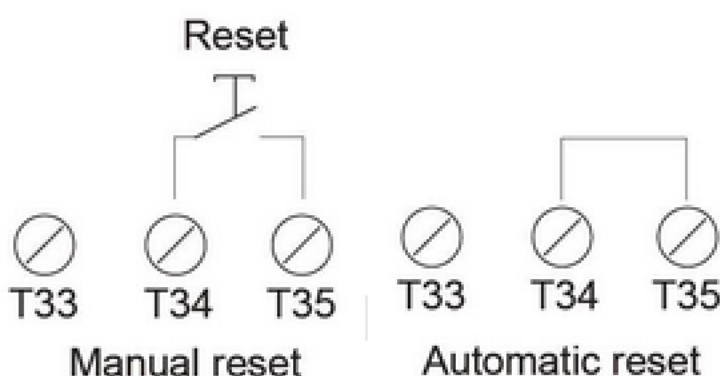 Reset
T33 T34 T35
Manual reset
T33 T34 T35
Automatic reset